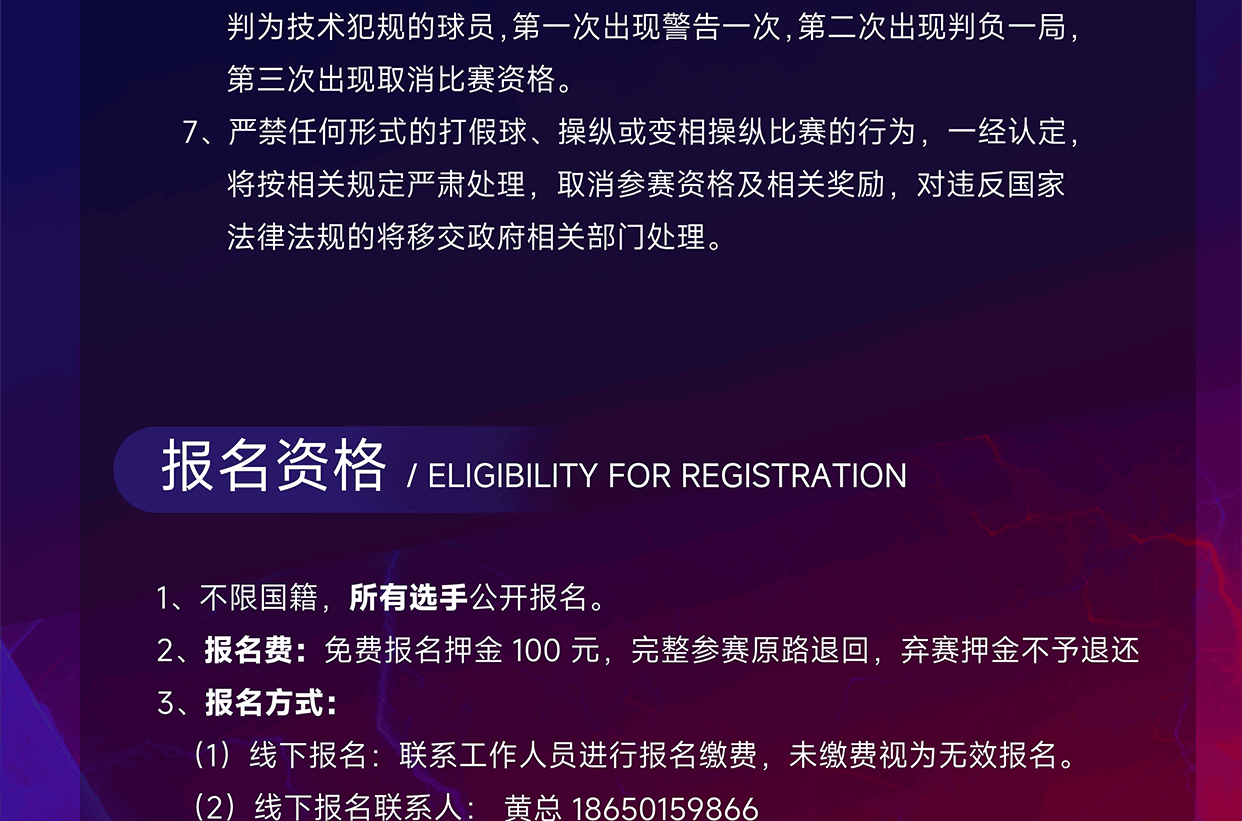 判为技术犯规的球员,第一次出现警告一次,第二次出现判负一局,
第三次出现取消比赛资格。
7、严禁任何形式的打假球、操纵或变相操纵比赛的行为，一经认定，
将按相关规定严肃处理，取消参赛资格及相关奖励，对违反国家
法律法规的将移交政府相关部门处理。
报名资格 / ELIGIBILITY FOR REGISTRATION
1、不限国籍，所有选手公开报名。
2、报名费：免费报名押金 100 元，完整参赛原路退回，弃赛押金不予退还
3、报名方式：
（1）线下报名：联系工作人员进行报名缴费，未缴费视为无效报名。
（2）线下报名联系人： 黄总 18650159866